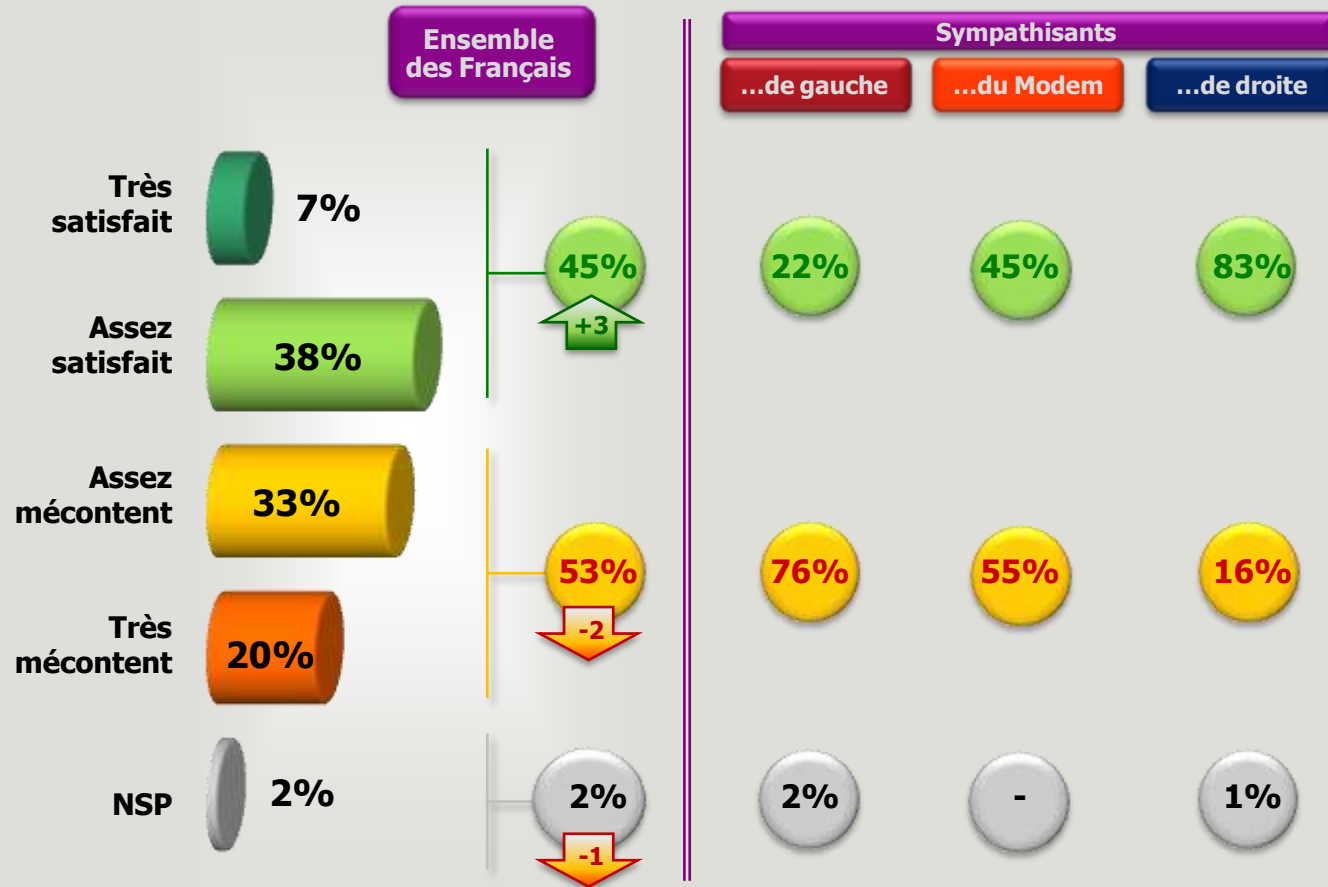 Ensemble
des Français
Sympathisants
...de gauche
...du Modem
...de droite
Très
satisfait
7%
45%
+3
22%
45%
83%
Assez
satisfait
38%
Assez
mécontent
33%
53%
-2
76%
55%
16%
Très
mécontent
20%
NSP
2%
2%
-1
2%
-
1%